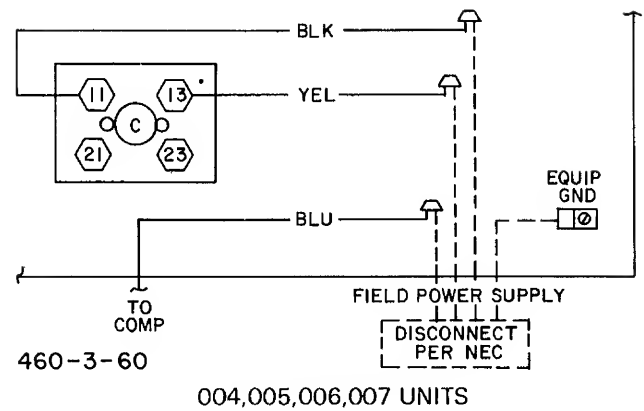 BLK
11
13
YEL
C
21
23
EQUIP
GND
BLU
FIELD POWER SUPPLY
TO
COMP
DISCONNECT
PER NEC
460-3-60
004,005,006,007 UNITS